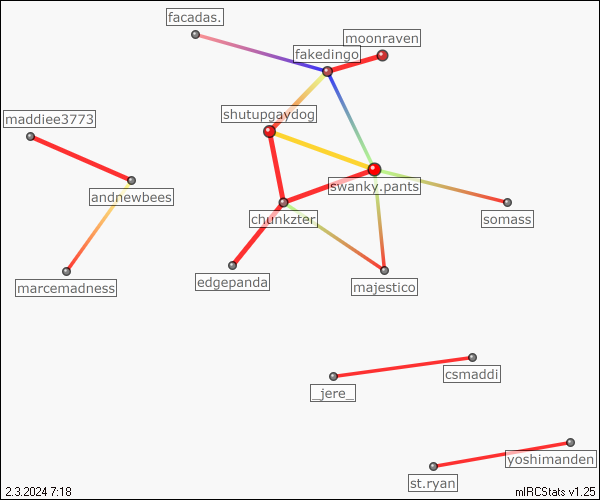 facadas.
moonraven
fakedingo
shutupgaydog
maddiee3773
swanky.pants
andnewbees
chunkzter
somass
edgepanda
majestico
marcemadness
csmaddi
_jere_
yoshimanden
st.ryan
2.3.2024 7:18
mIRCStats v1.25